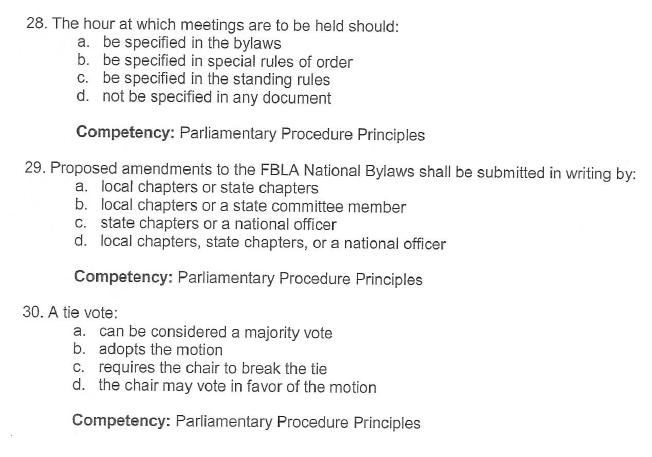 28. The hour at which meetings are to be held should:
a. be specified in the bylaws
b. be specified in special rules of order
c. be specified in the standing rules
d. not be specified in any document
Competency: Parliamentary Procedure Principles
29. Proposed amendments to the FBLA National Bylaws shall be submitted in writing by:
a. local chapters or state chapters
b. local chapters or a state committee member
c. state chapters or a national officer
d. local chapters, state chapters, or a national officer
Competency: Parliamentary Procedure Principles
30. A tie vote:
a. can be considered a majority vote
b. adopts the motion
c. requires the chair to break the tie
d. the chair may vote in favor of the motion
Competency: Parliamentary Procedure Principles